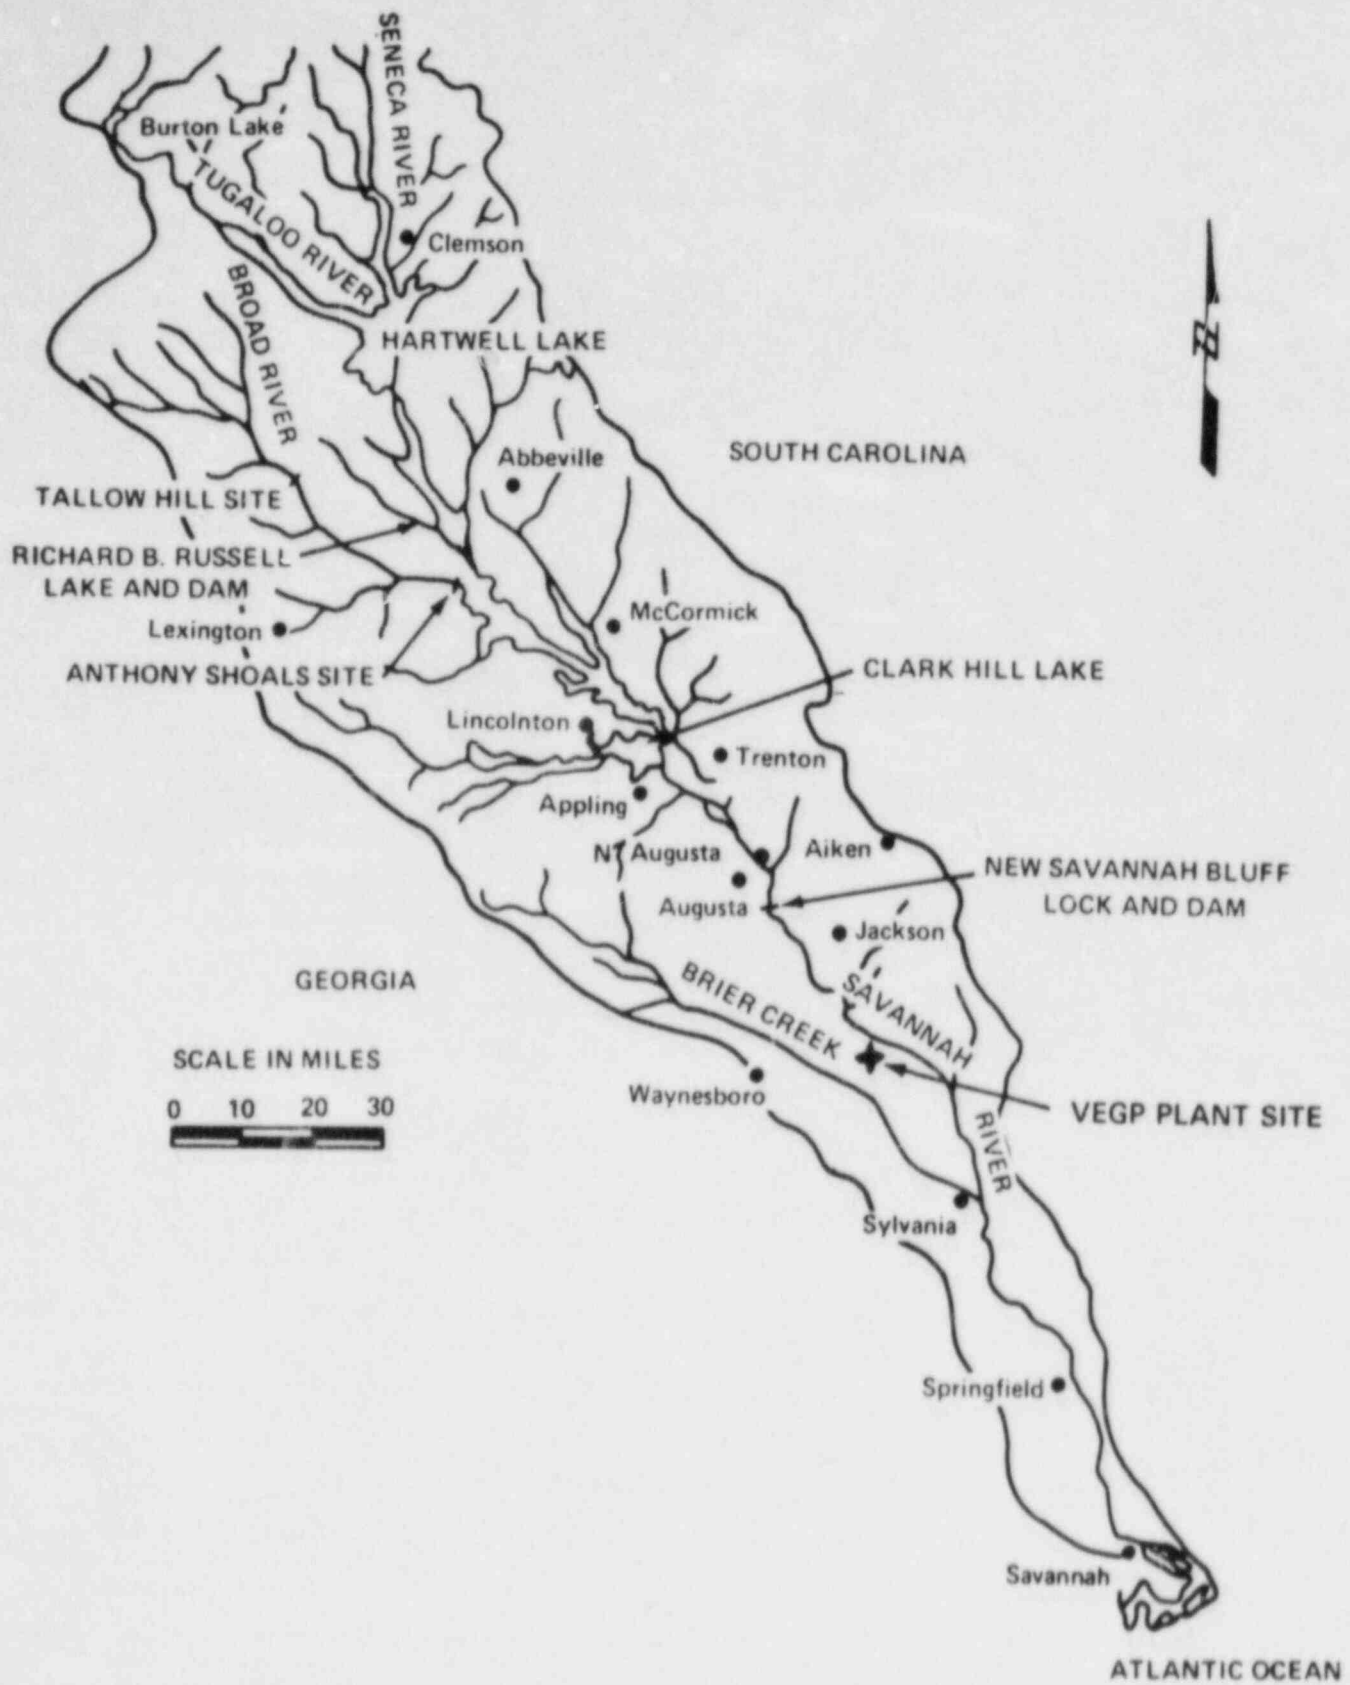 SENECA RIVER
Burton Lake
TUGALOO RIVER
Clemson
BROAD RIVER
HARTWELL LAKE
N
Abbeville
SOUTH CAROLINA
TALLOW HILL SITE
RICHARD B. RUSSELL
LAKE AND DAM
Lexington
McCormick
ANTHONY SHOALS SITE
CLARK HILL LAKE
Lincolnton
Trenton
Appling
N. Augusta
Aiken
NEW SAVANNAH BLUFF
LOCK AND DAM
Augusta
Jackson
GEORGIA
BRIER CREEK
SAVANNAH
RIVER
SCALE IN MILES
0 10 20 30
Waynesboro
VEGP PLANT SITE
Sylvania
Springfield
Savannah
ATLANTIC OCEAN